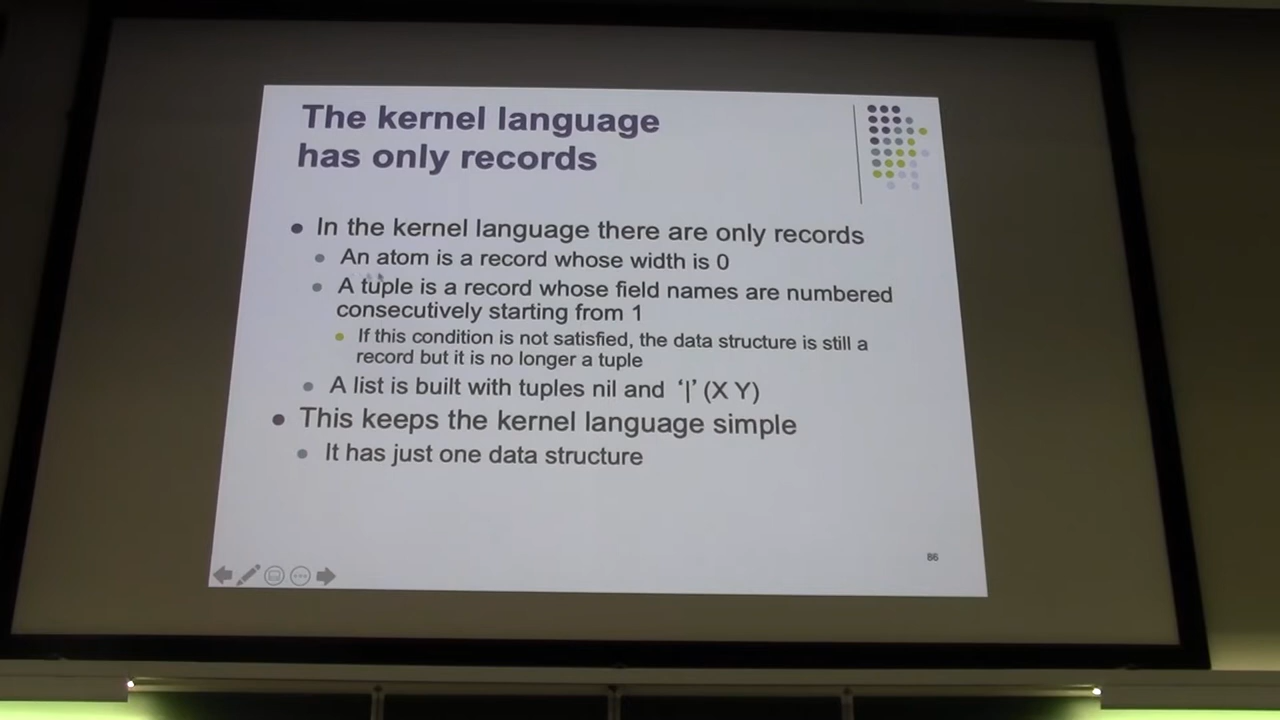 The kernel language
has only records
In the kernel language there are only records
An atom is a record whose width is 0
A tuple is a record whose field names are numbered
consecutively starting from 1
If this condition is not satisfied, the data structure is still a
record but it is no longer a tuple
A list is built with tuples nil and ‘|’ (X Y)
This keeps the kernel language simple
It has just one data structure
86